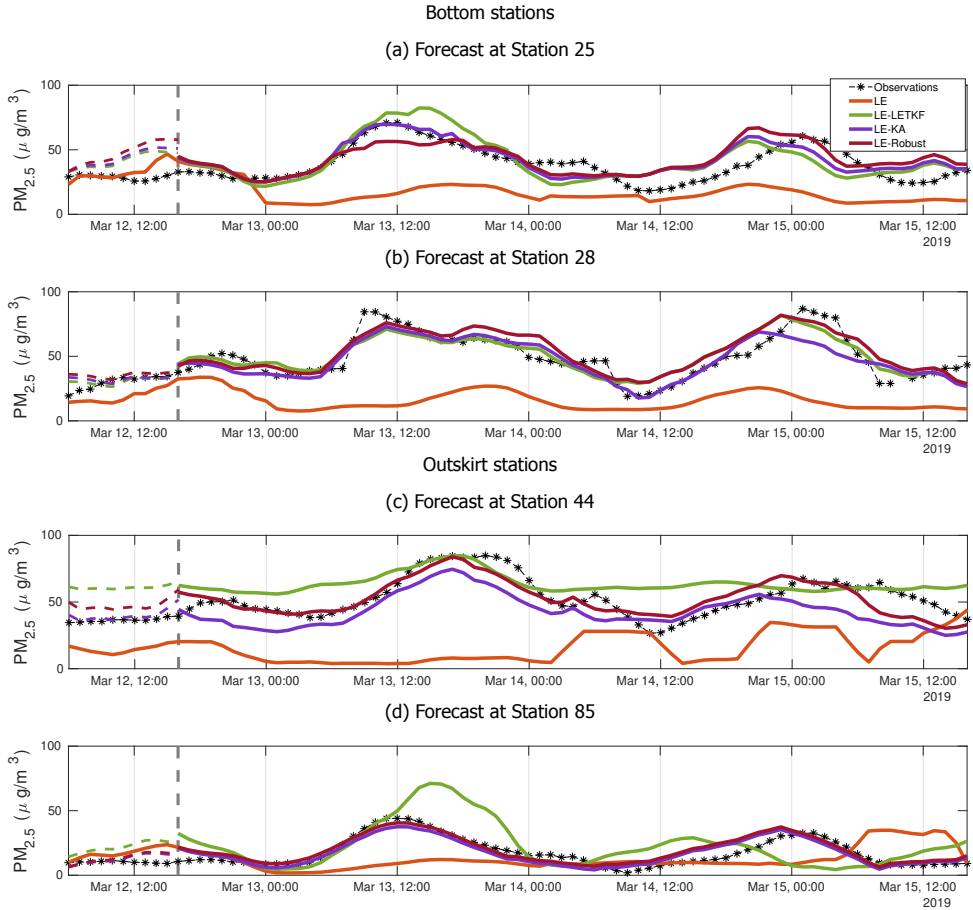 Bottom stations
(a) Forecast at Station 25
PM2.5 (μ g/m 3)
100
50
0
Observations
LE
LE-LETKF
LE-KA
LE-Robust
Mar 12, 12:00 Mar 13, 00:00 Mar 13, 12:00 Mar 14, 00:00 Mar 14, 12:00 Mar 15, 00:00 Mar 15, 12:00
2019
(b) Forecast at Station 28
PM2.5 (μ g/m 3)
100
50
0
Mar 12, 12:00 Mar 13, 00:00 Mar 13, 12:00 Mar 14, 00:00 Mar 14, 12:00 Mar 15, 00:00 Mar 15, 12:00
2019
Outskirt stations
(c) Forecast at Station 44
PM2.5 (μ g/m 3)
100
50
0
Mar 12, 12:00 Mar 13, 00:00 Mar 13, 12:00 Mar 14, 00:00 Mar 14, 12:00 Mar 15, 00:00 Mar 15, 12:00
2019
(d) Forecast at Station 85
PM2.5 (μ g/m 3)
100
50
0
Mar 12, 12:00 Mar 13, 00:00 Mar 13, 12:00 Mar 14, 00:00 Mar 14, 12:00 Mar 15, 00:00 Mar 15, 12:00
2019